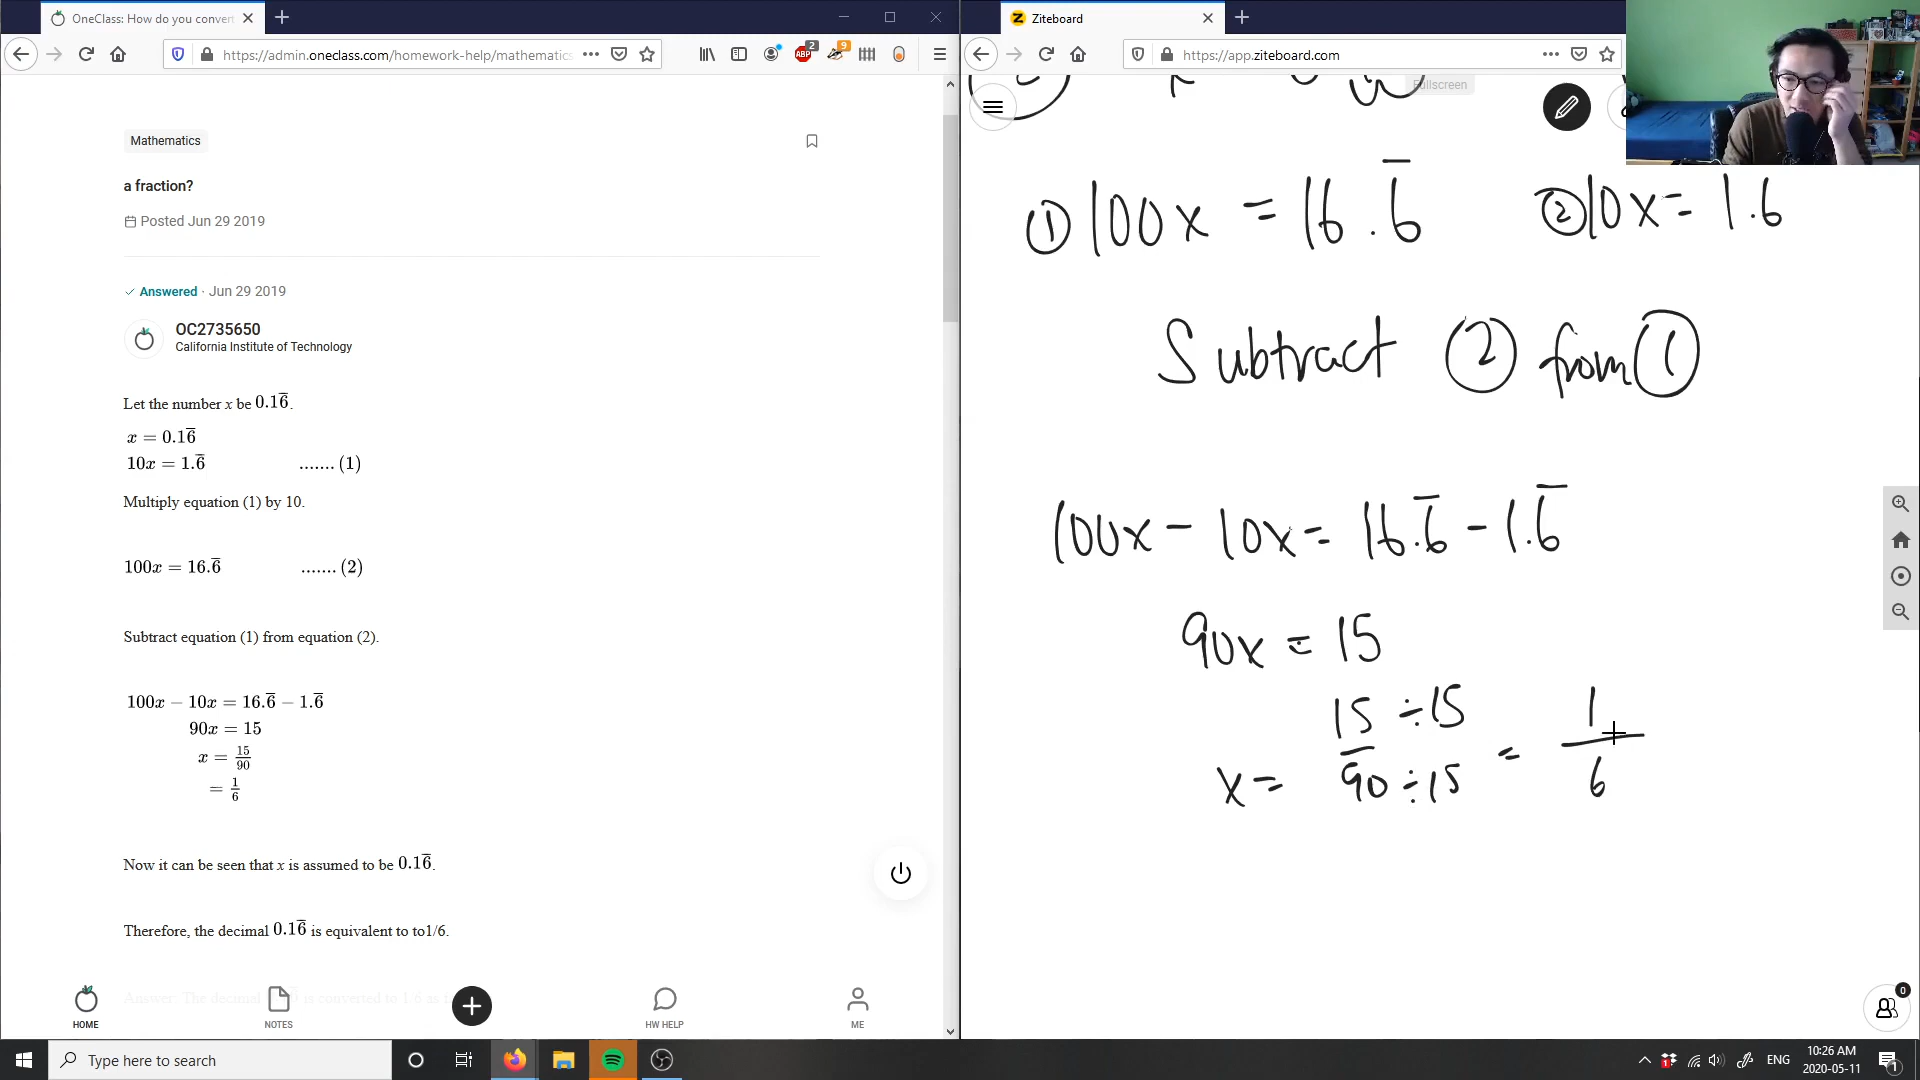 OneClass: How do you convert
Ziteboard
https://admin.oneclass.com/homework-help/mathematics
ABP
2
9
https://app.ziteboard.com
Fullscreen
Mathematics
a fraction?
Posted Jun 29 2019
Answered · Jun 29 2019
OC2735650
California Institute of Technology
Let the number x be 0.16̅.
x = 0.16̅
10x = 1.6̅ ....... (1)
Multiply equation (1) by 10.
100x = 16.6̅ ....... (2)
Subtract equation (1) from equation (2).
100x − 10x = 16.6̅ − 1.6̅
90x = 15
x = 15/90
= 1/6
Now it can be seen that x is assumed to be 0.16̅.
Therefore, the decimal 0.16̅ is equivalent to to1/6.
HOME
NOTES
HW HELP
ME
① 100x = 16.6̅ ② 10x = 1.6
Subtract ② from ①
100x − 10x = 16.6̅ − 1.6̅
90x = 15
x = 15 ÷ 15 / 90 ÷ 15 = 1/6
0
Type here to search
ENG
10:26 AM
2020-05-11
1